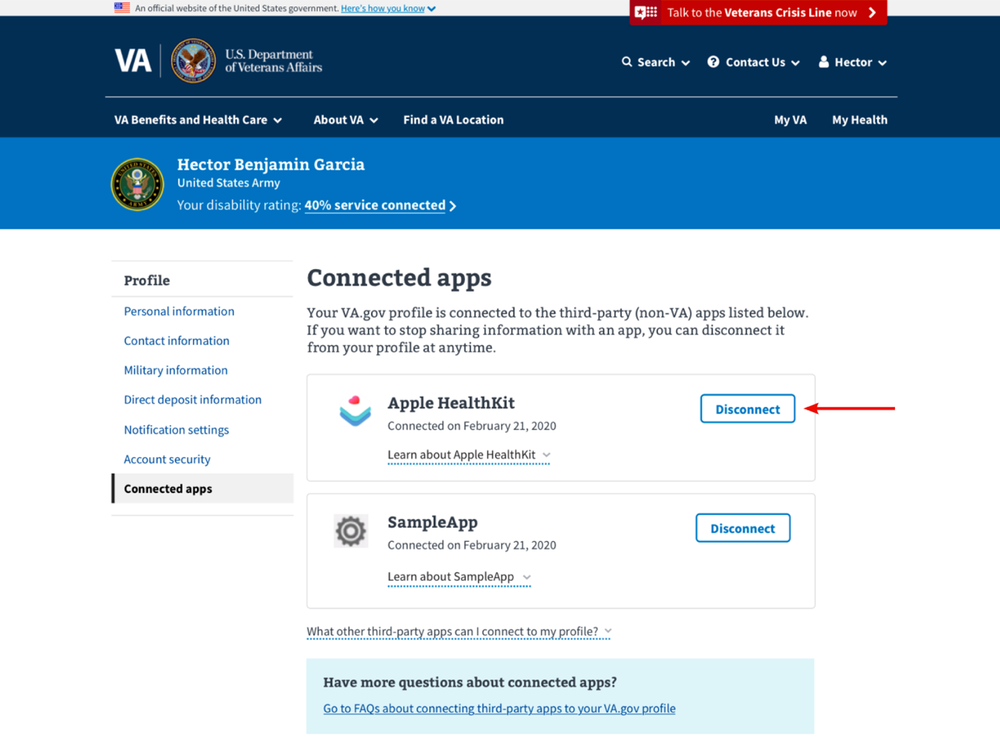 An official website of the United States government. Here's how you know
Talk to the Veterans Crisis Line now
VA
U.S. Department
of Veterans Affairs
Search
Contact Us
Hector
VA Benefits and Health Care
About VA
Find a VA Location
My VA
My Health
Hector Benjamin Garcia
United States Army
Your disability rating: 40% service connected
Profile
Personal information
Contact information
Military information
Direct deposit information
Notification settings
Account security
Connected apps
Connected apps
Your VA.gov profile is connected to the third-party (non-VA) apps listed below.
If you want to stop sharing information with an app, you can disconnect it
from your profile at anytime.
Apple HealthKit
Connected on February 21, 2020
Learn about Apple HealthKit
Disconnect
SampleApp
Connected on February 21, 2020
Learn about SampleApp
Disconnect
What other third-party apps can I connect to my profile?
Have more questions about connected apps?
Go to FAQs about connecting third-party apps to your VA.gov profile